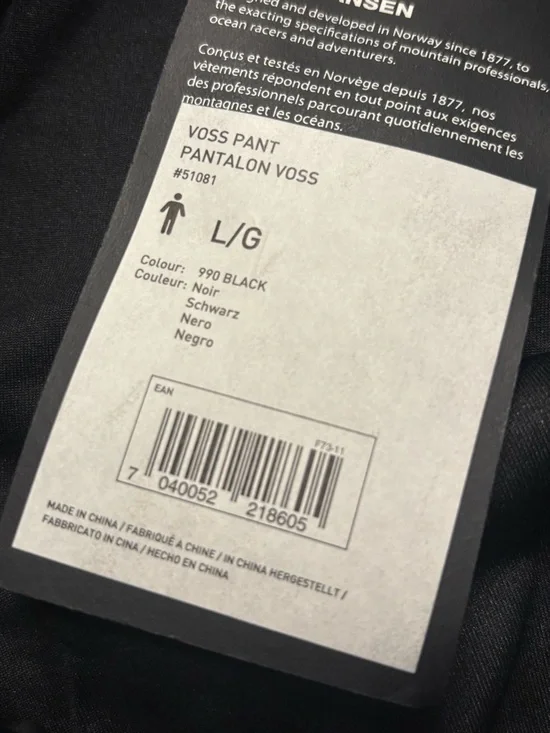 and developed in Norway since 1877, to
the exacting specifications of mountain professionals,
ocean racers and adventurers.
Conçus et testés en Norvège depuis 1877, nos
vêtements répondent en tout point aux exigences
des professionnels parcourant quotidiennement les
montagnes et les océans.
VOSS PANT
PANTALON VOSS
#51081
L/G
Colour: 990 BLACK
Couleur: Noir
Schwarz
Nero
Negro
EAN
F73-11
7 040052 218605
MADE IN CHINA / FABRIQUÉ À CHINE / IN CHINA HERGESTELLT /
FABBRICATO IN CINA / HECHO EN CHINA